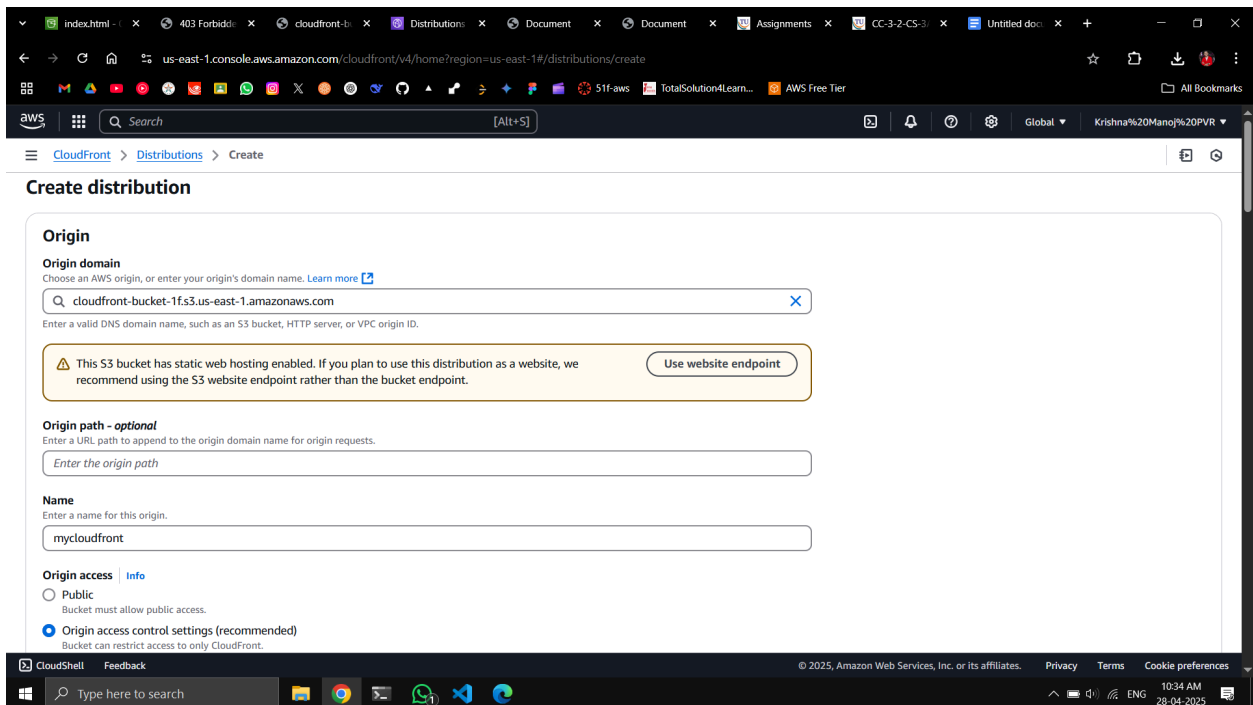 index.html - (
403 Forbidde
cloudfront-b
Distributions
Document
Document
Assignments
CC-3-2-CS-3
Untitled doc
us-east-1.console.aws.amazon.com/cloudfront/v4/home?region=us-east-1#/distributions/create
51f-aws
TotalSolution4Learn...
AWS Free Tier
All Bookmarks
aws
Search
[Alt+S]
Global
Krishna%20Manoj%20PVR
CloudFront > Distributions > Create
Create distribution
Origin
Origin domain
Choose an AWS origin, or enter your origin's domain name. Learn more
cloudfront-bucket-1f.s3.us-east-1.amazonaws.com
Enter a valid DNS domain name, such as an S3 bucket, HTTP server, or VPC origin ID.
This S3 bucket has static web hosting enabled. If you plan to use this distribution as a website, we
recommend using the S3 website endpoint rather than the bucket endpoint.
Use website endpoint
Origin path - optional
Enter a URL path to append to the origin domain name for origin requests.
Enter the origin path
Name
Enter a name for this origin.
mycloudfront
Origin access
Info
Public
Bucket must allow public access.
Origin access control settings (recommended)
Bucket can restrict access to only CloudFront.
CloudShell
Feedback
© 2025, Amazon Web Services, Inc. or its affiliates.
Privacy
Terms
Cookie preferences
Type here to search
ENG
10:34 AM
28-04-2025